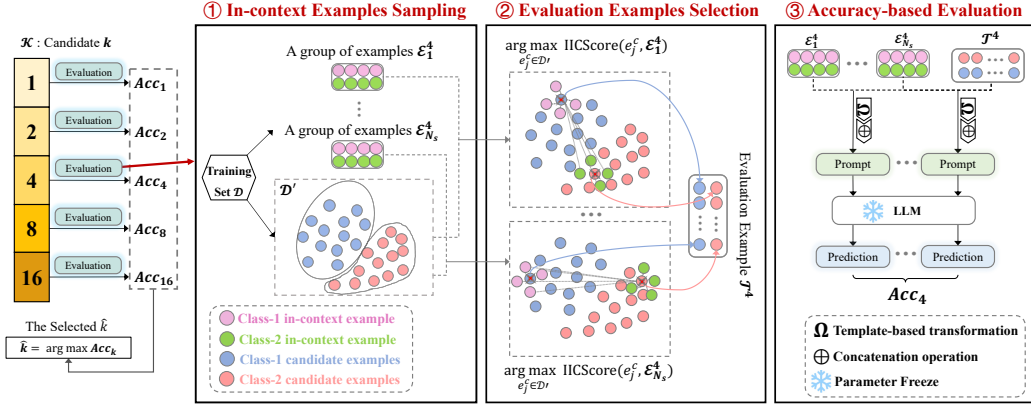 𝒦 : Candidate k
1
2
4
8
16
Evaluation
Evaluation
Evaluation
Evaluation
Evaluation
Acc₁
Acc₂
Acc₄
Acc₈
Acc₁₆
The Selected k̂
k̂ = arg max Acc_k
① In-context Examples Sampling
A group of examples ℰ₁⁴
A group of examples ℰ_{N_s}⁴
Training
Set 𝒟
𝒟′
Class-1 in-context example
Class-2 in-context example
Class-1 candidate examples
Class-2 candidate examples
② Evaluation Examples Selection
arg max IICScore(e_j^c, ℰ₁⁴)
e_j^c∈𝒟′
arg max IICScore(e_j^c, ℰ_{N_s}⁴)
e_j^c∈𝒟′
Evaluation Example 𝒯⁴
③ Accuracy-based Evaluation
ℰ₁⁴
ℰ_{N_s}⁴
𝒯⁴
Ω
⊕
Ω
⊕
Prompt
Prompt
LLM
Prediction
Prediction
Acc₄
Ω Template-based transformation
⊕ Concatenation operation
Parameter Freeze